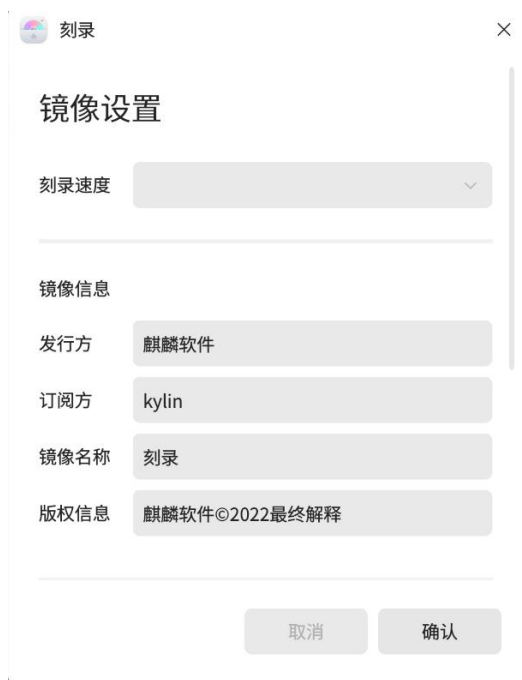 刻录
镜像设置
刻录速度
镜像信息
发行方 麒麟软件
订阅方 kylin
镜像名称 刻录
版权信息 麒麟软件©2022最终解释
取消 确认